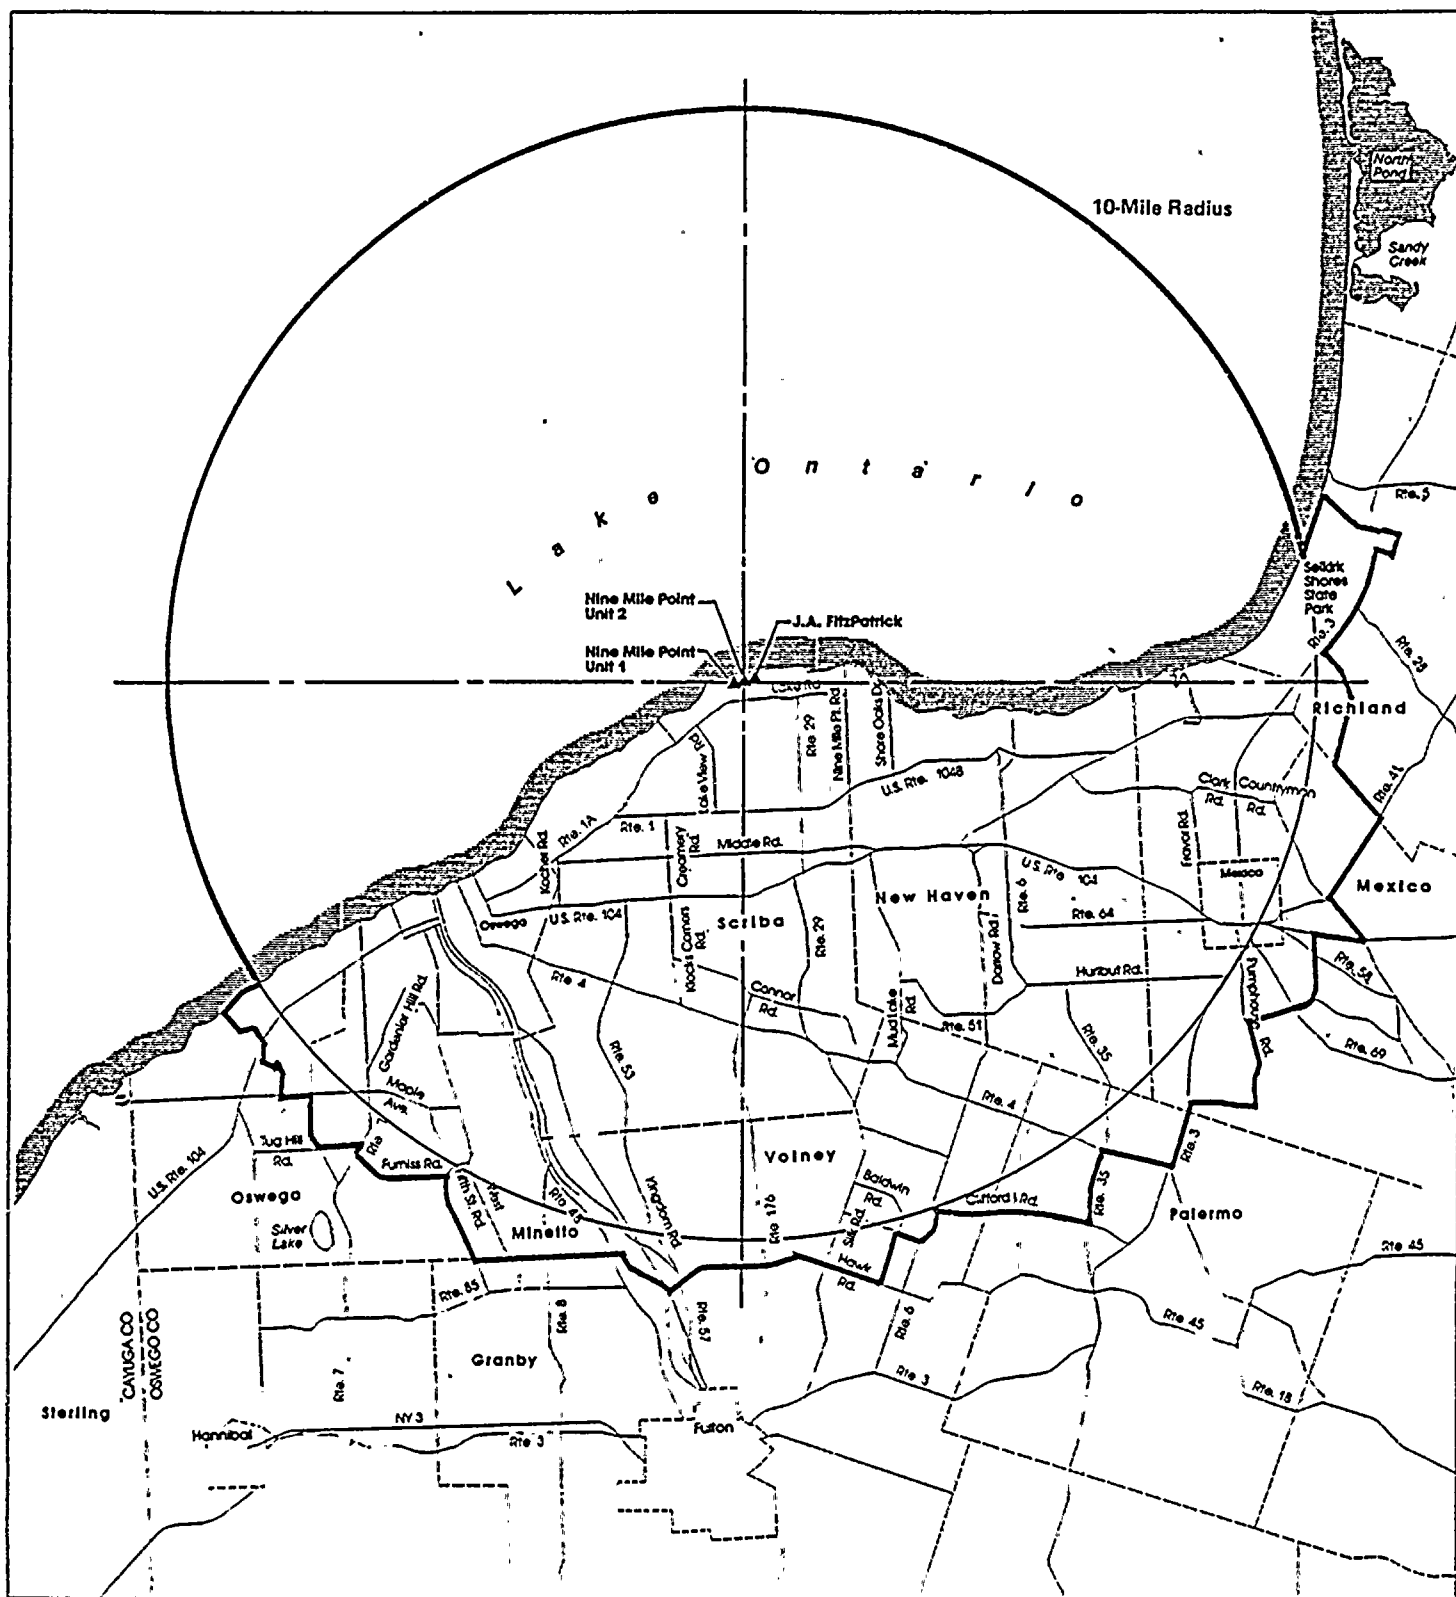 North
Pond
10-Mile Radius
Sandy
Creek
Lake Ontario
Rte. 5
Selkirk
Shores
State
Park
Nine Mile Point
Unit 2
J.A. FitzPatrick
Nine Mile Point
Unit 1
Rte. 3
Rte. 28
Lake Rd.
Richland
Rte. 29
Nine Mile Pt. Rd.
Shore Oaks Dr.
Lake View
Rd.
U.S. Rte. 104B
Clark
Rd.
Countryman
Rd.
Rte. 41
Rte. 1A
Rte. 1
Kocher Rd.
Creamery
Rd.
Middle Rd.
U.S. Rte. 104
Mexico
Mexico
New Haven
Rte. 6
Rte. 64
Oswego
U.S. Rte. 104
Scriba
Rte. 29
Klocks Corners
Rd.
Darrow Rd.
Hurlbut Rd.
Rte. 58
Rte. 4
Connor
Rd.
Gardenier Hill Rd.
Mud Lake
Rd.
Rte. 51
Rte. 35
Rd.
Rte. 69
Rte. 53
Maple
Ave.
Rte. 4
Rte. 7
Tug Hill
Rd.
U.S. Rte. 104
Furniss Rd.
Volney
Rte. 3
Oswego
Rte. 48
Baldwin
Rd.
Clifford Rd.
Rte. 35
Palermo
Silver
Lake
Minetto
Rte. 176
Silk Rd.
Hawk
Rd.
Rte 45
Rte. 85
Rte. 8
Rte. 57
Rte. 6
Rte 45
CAYUGA CO
OSWEGO CO
Granby
Rte. 7
Rte. 3
Rte. 18
Sterling
Hannibal
NY 3
Rte. 3
Fulton